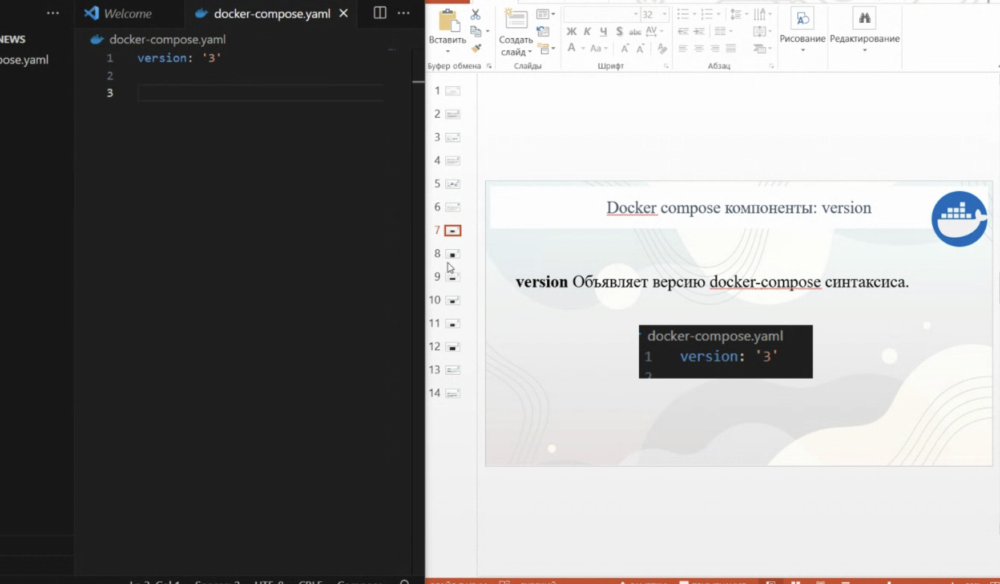 Welcome
docker-compose.yaml
NEWS
docker-compose.yaml
ose.yaml
1 version: '3'
2
3
Вставить
Буфер обмена
Создать
слайд
Слайды
32
Ж К Ч S abc AV
A Aa A A
Шрифт
Абзац
Рисование
Редактирование
1
2
3
4
5
6
7
8
9
10
11
12
13
14
Docker compose компоненты: version
version Объявляет версию docker-compose синтаксиса.
docker-compose.yaml
1 version: '3'
2